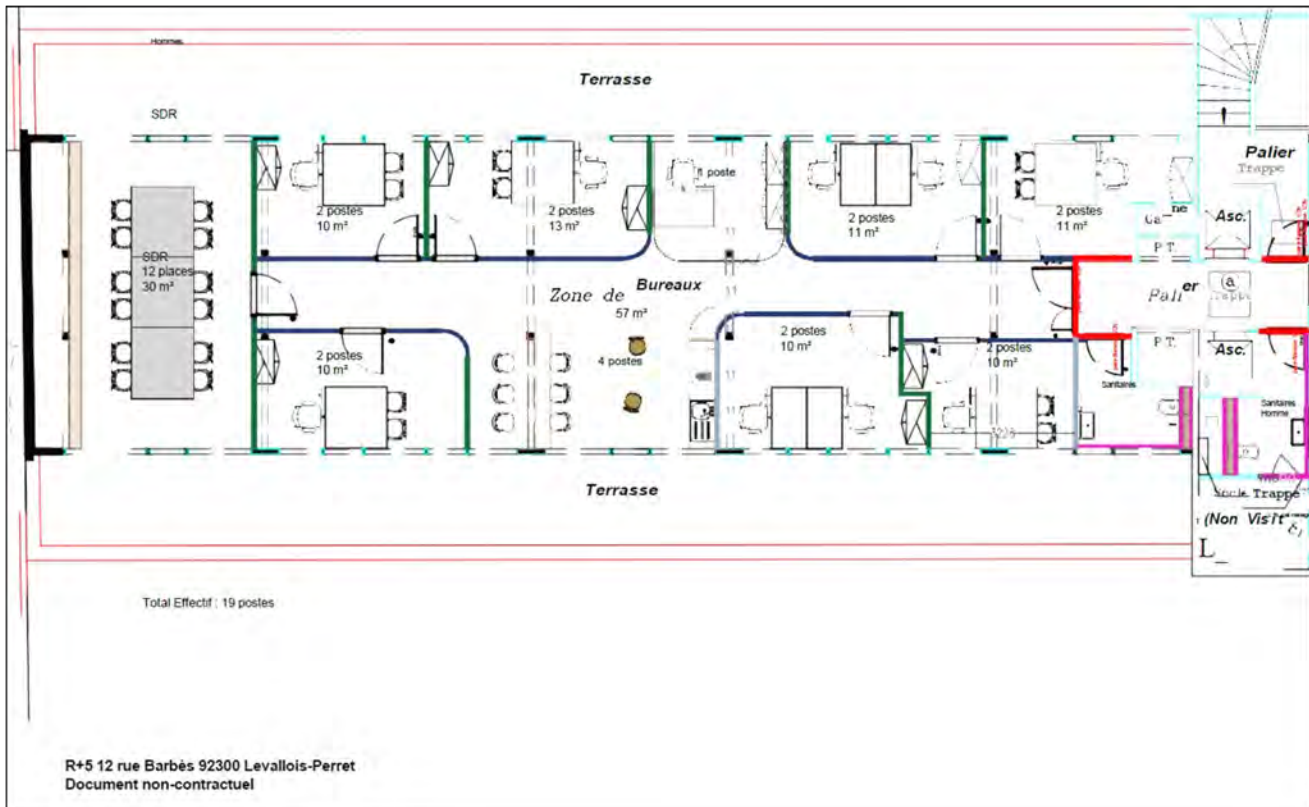 Hommes
Terrasse
SDR
Palier
Trappe
1 poste
2 postes
10 m²
2 postes
13 m²
2 postes
11 m²
2 postes
11 m²
Asc.
P.T.
SDR
12 places
30 m²
Zone de
Bureaux
57 m²
Palier
a
Trappe
2 postes
10 m²
4 postes
2 postes
10 m²
2 postes
10 m²
P.T.
Asc.
Sanitaires
Sanitaires
Homme
Terrasse
Trappe
(Non Visit
L
Total Effectif : 19 postes
R+5 12 rue Barbès 92300 Levallois-Perret
Document non-contractuel